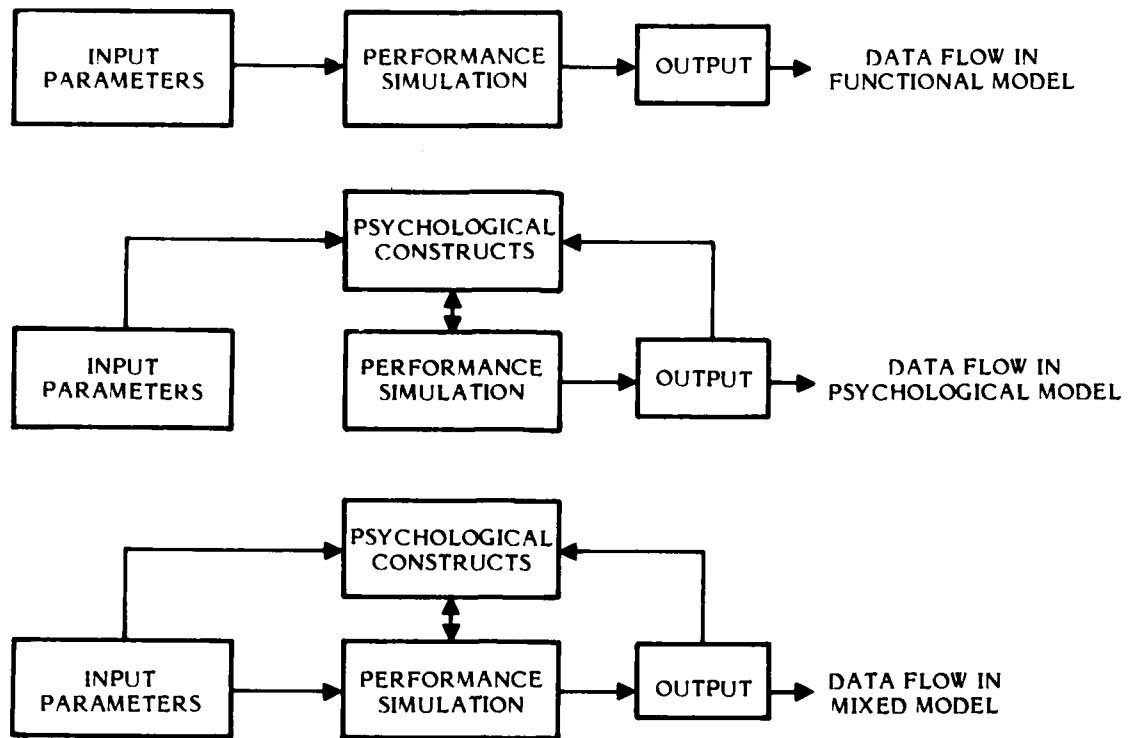 INPUT
PARAMETERS
PERFORMANCE
SIMULATION
OUTPUT
DATA FLOW IN
FUNCTIONAL MODEL
PSYCHOLOGICAL
CONSTRUCTS
INPUT
PARAMETERS
PERFORMANCE
SIMULATION
OUTPUT
DATA FLOW IN
PSYCHOLOGICAL MODEL
PSYCHOLOGICAL
CONSTRUCTS
INPUT
PARAMETERS
PERFORMANCE
SIMULATION
OUTPUT
DATA FLOW IN
MIXED MODEL